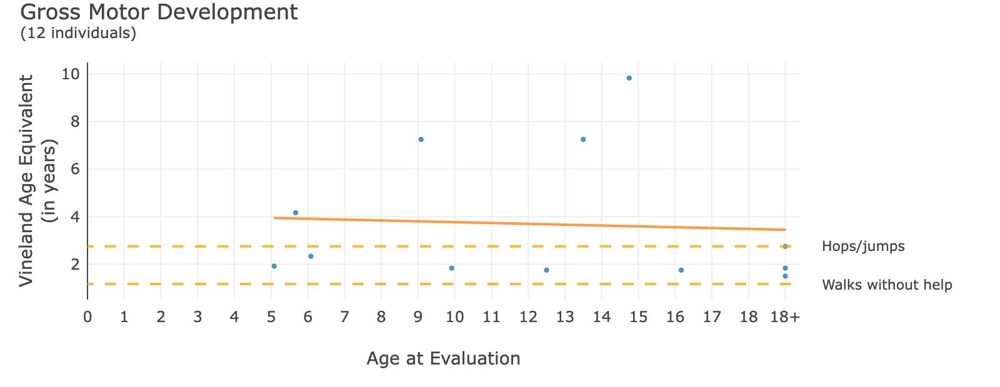 Gross Motor Development
(12 individuals)
Vineland Age Equivalent
(in years)
10
8
6
4
2
Hops/jumps
Walks without help
0 1 2 3 4 5 6 7 8 9 10 11 12 13 14 15 16 17 18 18+
Age at Evaluation